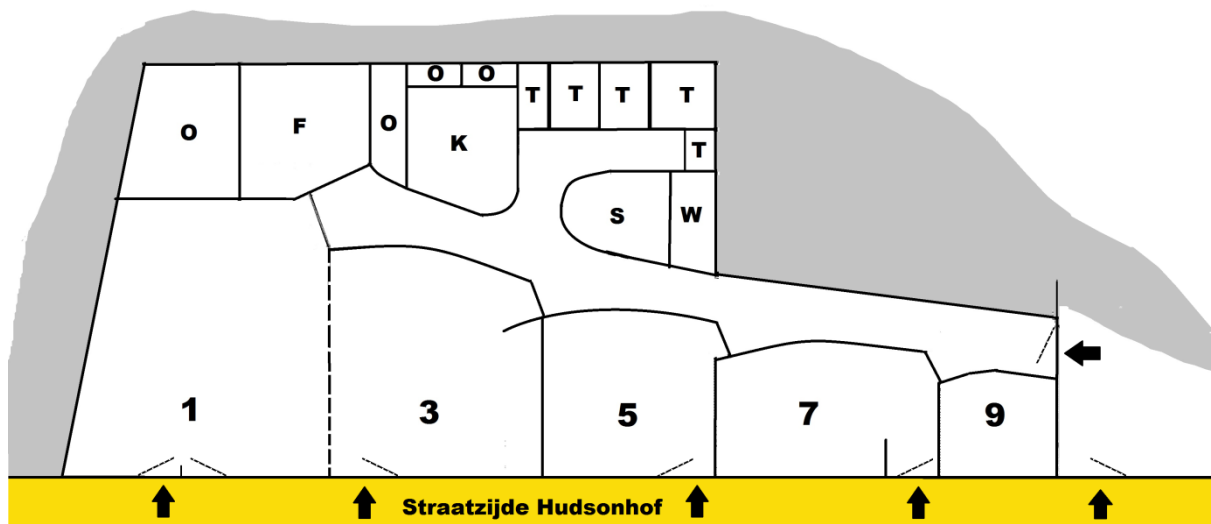 O O
O F O K T T T T
T
S W
1 3 5 7 9
Straatzijde Hudsonhof